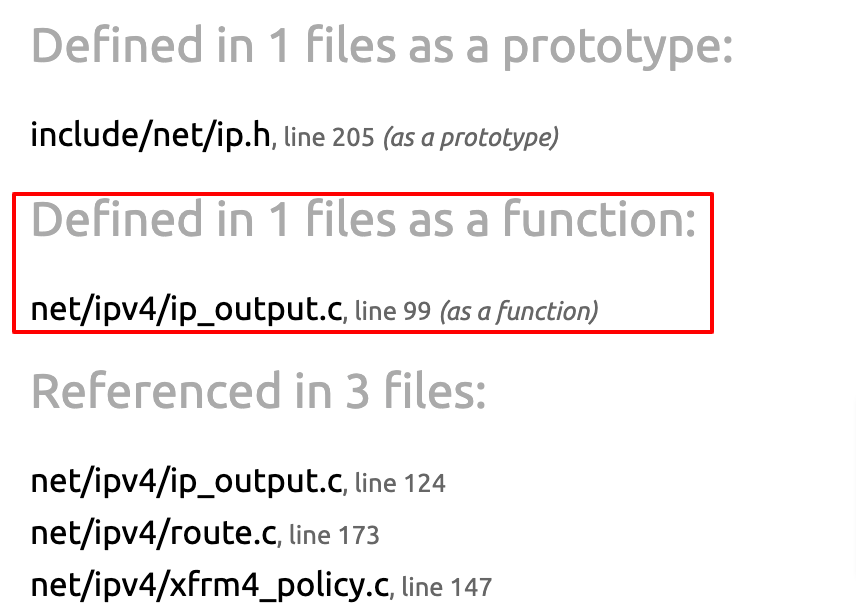 Defined in 1 files as a prototype:
include/net/ip.h, line 205 (as a prototype)
Defined in 1 files as a function:
net/ipv4/ip_output.c, line 99 (as a function)
Referenced in 3 files:
net/ipv4/ip_output.c, line 124
net/ipv4/route.c, line 173
net/ipv4/xfrm4_policy.c, line 147